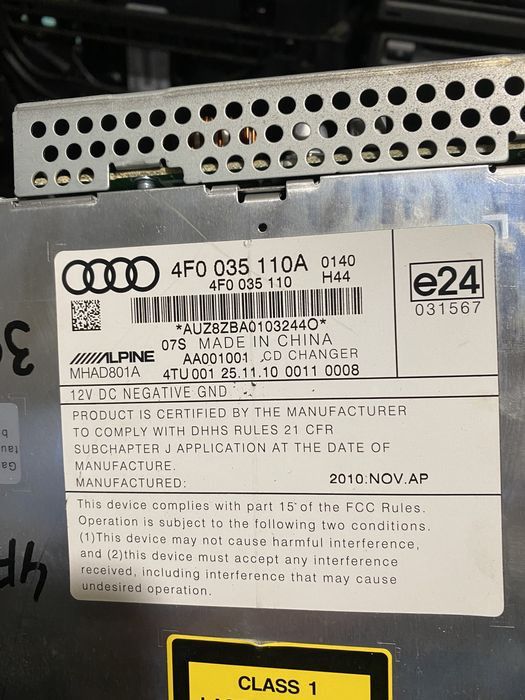 4F0 035 110A 0140
4F0 035 110 H44
*AUZ8ZBA0103244O*
07S MADE IN CHINA
ALPINE AA001001 .CD CHANGER
MHAD801A 4TU 001 25.11.10 0011 0008
e24
031567
12V DC NEGATIVE GND
PRODUCT IS CERTIFIED BY THE MANUFACTURER
TO COMPLY WITH DHHS RULES 21 CFR
SUBCHAPTER J APPLICATION AT THE DATE OF
MANUFACTURE.
MANUFACTURED: 2010.NOV.AP
This device complies with part 15 of the FCC Rules.
Operation is subject to the following two conditions.
(1)This device may not cause harmful interference,
and (2)this device must accept any interference
received, including interference that may cause
undesired operation.
CLASS 1